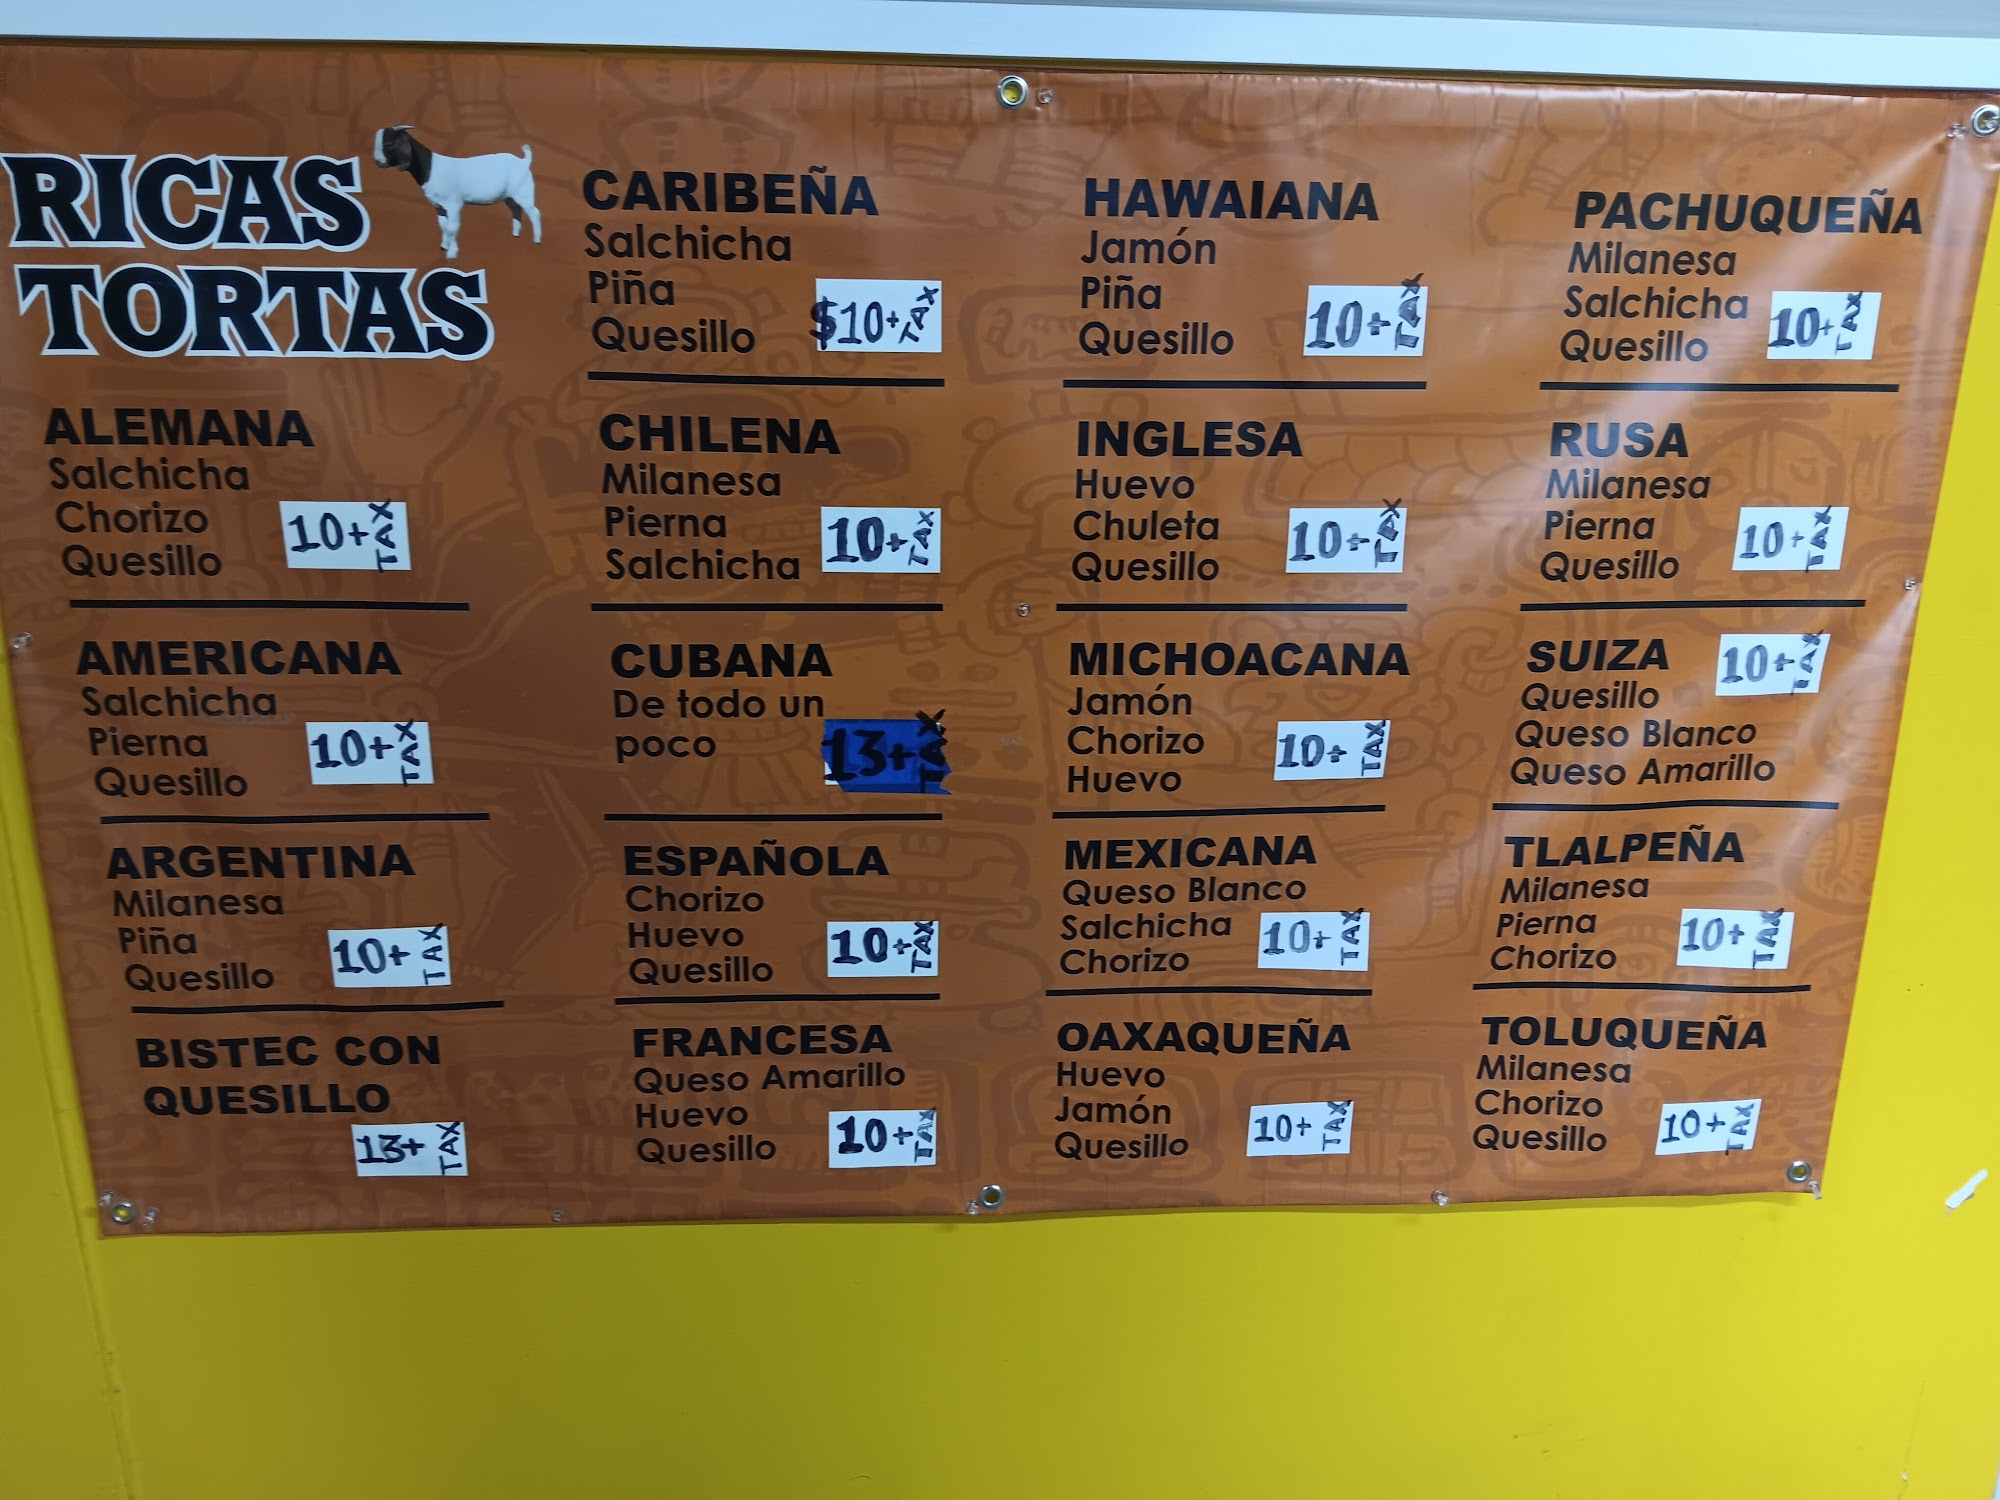 RICAS
TORTAS
ALEMANA
Salchicha
Chorizo
Quesillo
10+ TAX
AMERICANA
Salchicha
Pierna
Quesillo
10+ TAX
ARGENTINA
Milanesa
Piña
Quesillo
10+ TAX
BISTEC CON
QUESILLO
13+ TAX
CARIBEÑA
Salchicha
Piña
Quesillo
$10+ TAX
CHILENA
Milanesa
Pierna
Salchicha
10+ TAX
CUBANA
De todo un
poco
13+ TAX
ESPAÑOLA
Chorizo
Huevo
Quesillo
10+ TAX
FRANCESA
Queso Amarillo
Huevo
Quesillo
10+ TAX
HAWAIANA
Jamón
Piña
Quesillo
10+ TAX
INGLESA
Huevo
Chuleta
Quesillo
10+ TAX
MICHOACANA
Jamón
Chorizo
Huevo
10+ TAX
MEXICANA
Queso Blanco
Salchicha
Chorizo
10+ TAX
OAXAQUEÑA
Huevo
Jamón
Quesillo
10+ TAX
PACHUQUEÑA
Milanesa
Salchicha
Quesillo
10+ TAX
RUSA
Milanesa
Pierna
Quesillo
10+ TAX
SUIZA
10+ TAX
Quesillo
Queso Blanco
Queso Amarillo
TLALPEÑA
Milanesa
Pierna
Chorizo
10+ TAX
TOLUQUEÑA
Milanesa
Chorizo
Quesillo
10+ TAX